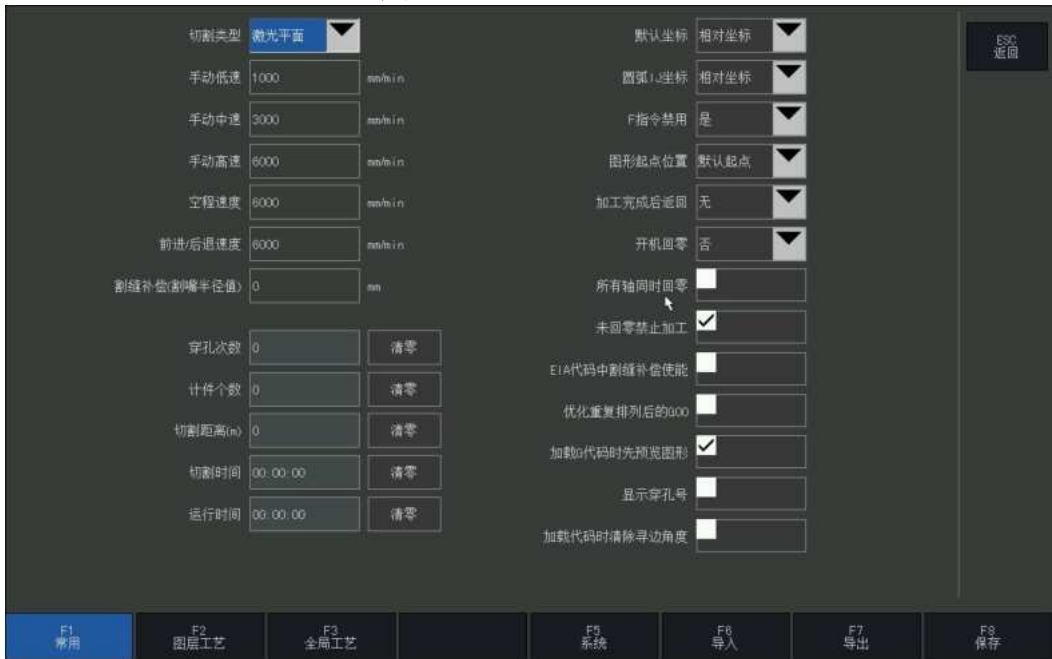 切割类型 激光平面
手动低速 1000 mm/min
手动中速 3000 mm/min
手动高速 6000 mm/min
空程速度 6000 mm/min
前进/后退速度 6000 mm/min
割缝补偿(割嘴半径值) 0 mm
穿孔次数 0 清零
计件个数 0 清零
切割距离(m) 0 清零
切割时间 00:00:00 清零
运行时间 00:00:00 清零
默认坐标 相对坐标
圆弧IJ坐标 相对坐标
F指令禁用 是
图形起点位置 默认起点
加工完成后返回 无
开机回零 否
所有轴同时回零
未回零禁止加工
EIA代码中割缝补偿使能
优化重复排列后的G00
加载G代码时先预览图形
显示穿孔号
加载代码时清除寻边角度
ESC
返回
F1
常用
F2
图层工艺
F3
全局工艺
F5
系统
F6
导入
F7
导出
F8
保存